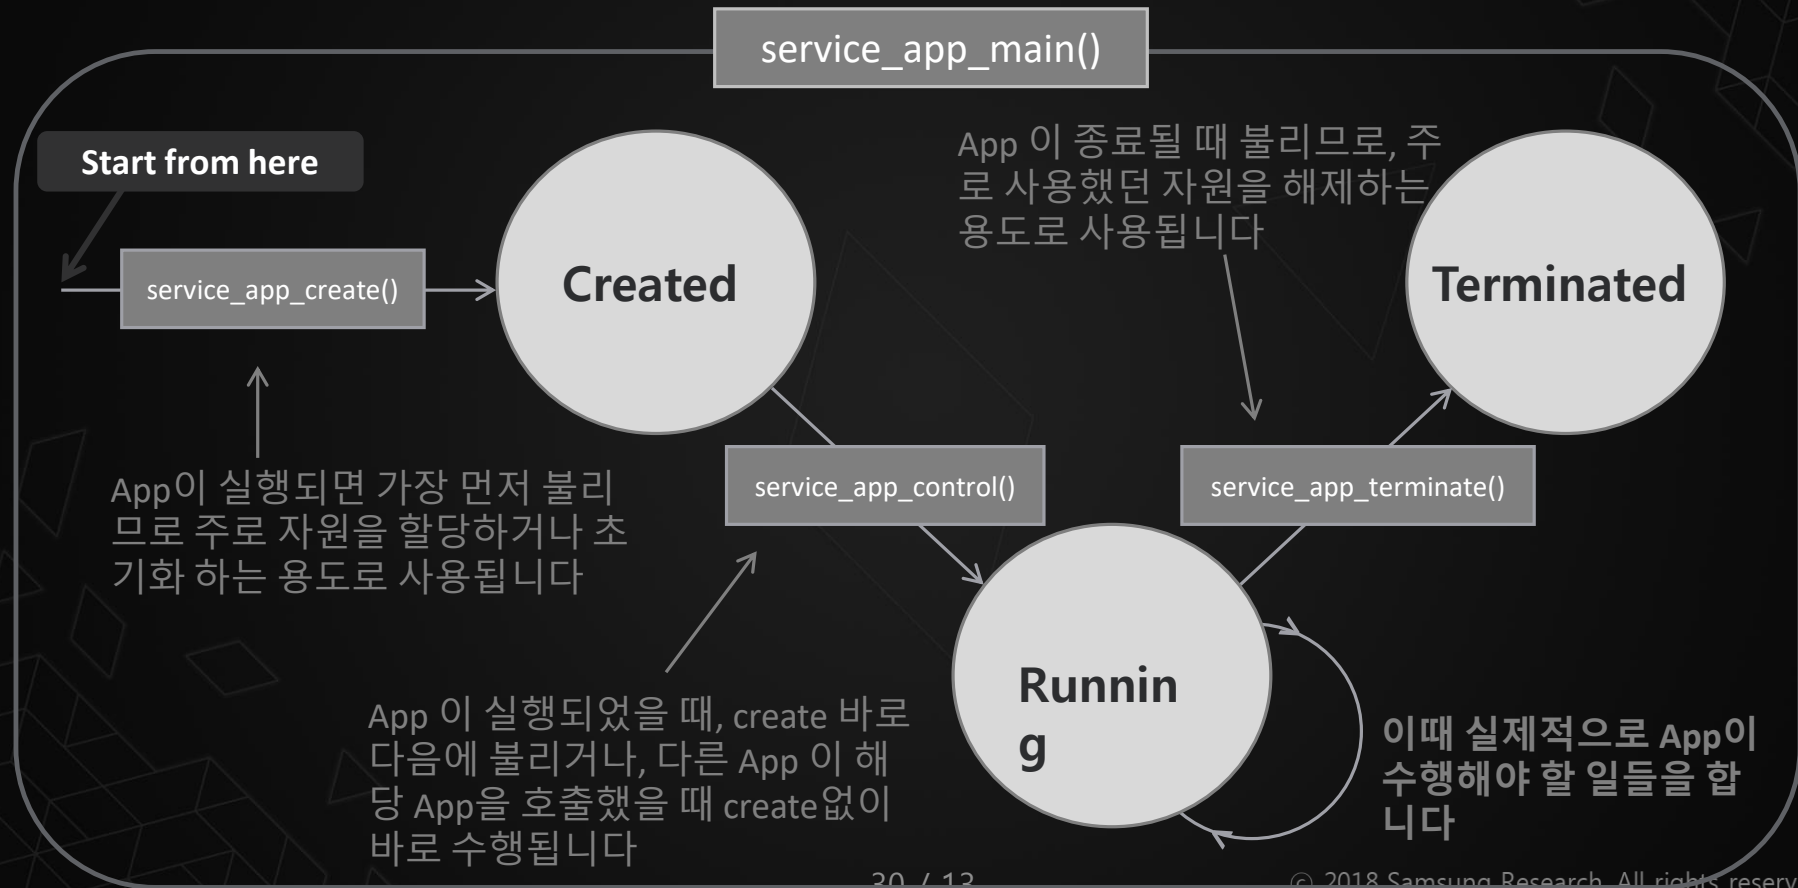 service_app_main()
Start from here
service_app_create()
Created
App 이 종료될 때 불리므로, 주
로 사용했던 자원을 해제하는
용도로 사용됩니다
Terminated
App이 실행되면 가장 먼저 불리
므로 주로 자원을 할당하거나 초
기화 하는 용도로 사용됩니다
service_app_control()
service_app_terminate()
App 이 실행되었을 때, create 바로
다음에 불리거나, 다른 App 이 해
당 App을 호출했을 때 create없이
바로 수행됩니다
Runnin
g
이때 실제적으로 App이
수행해야 할 일들을 합
니다
30 / 13
© 2018 Samsung Research. All rights reserv